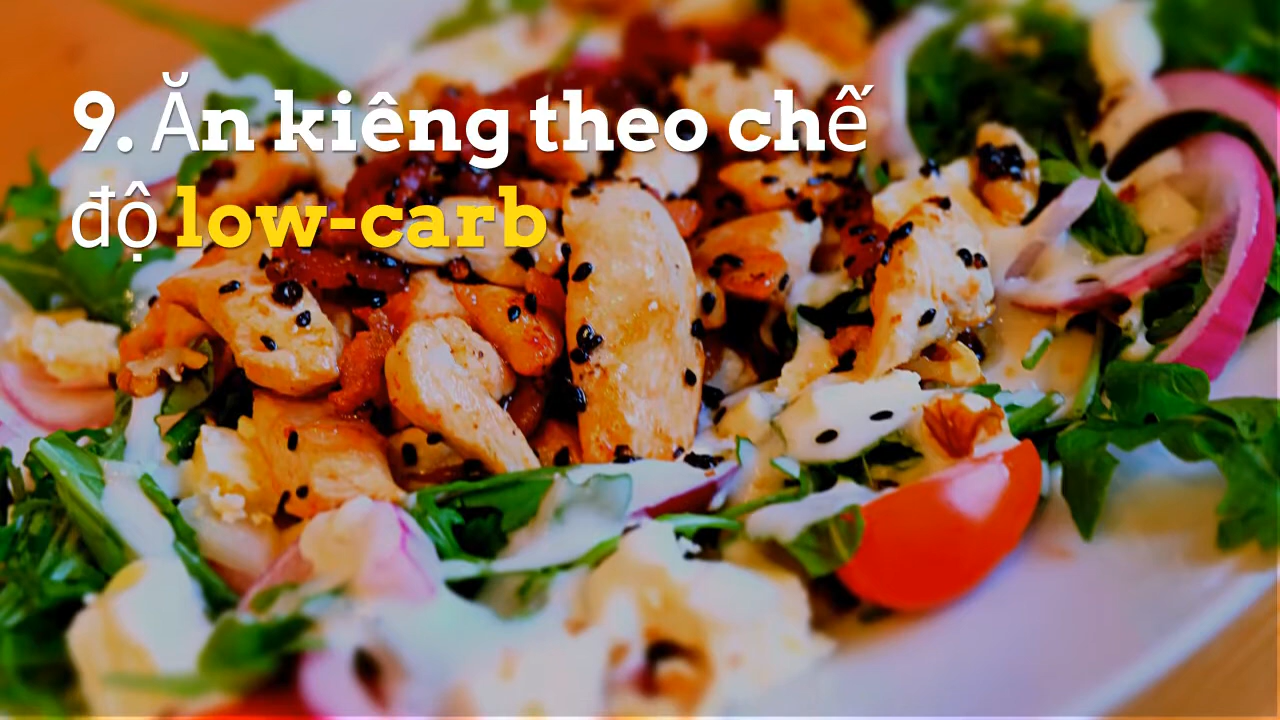 9. Ăn kiêng theo chế
độ low-carb